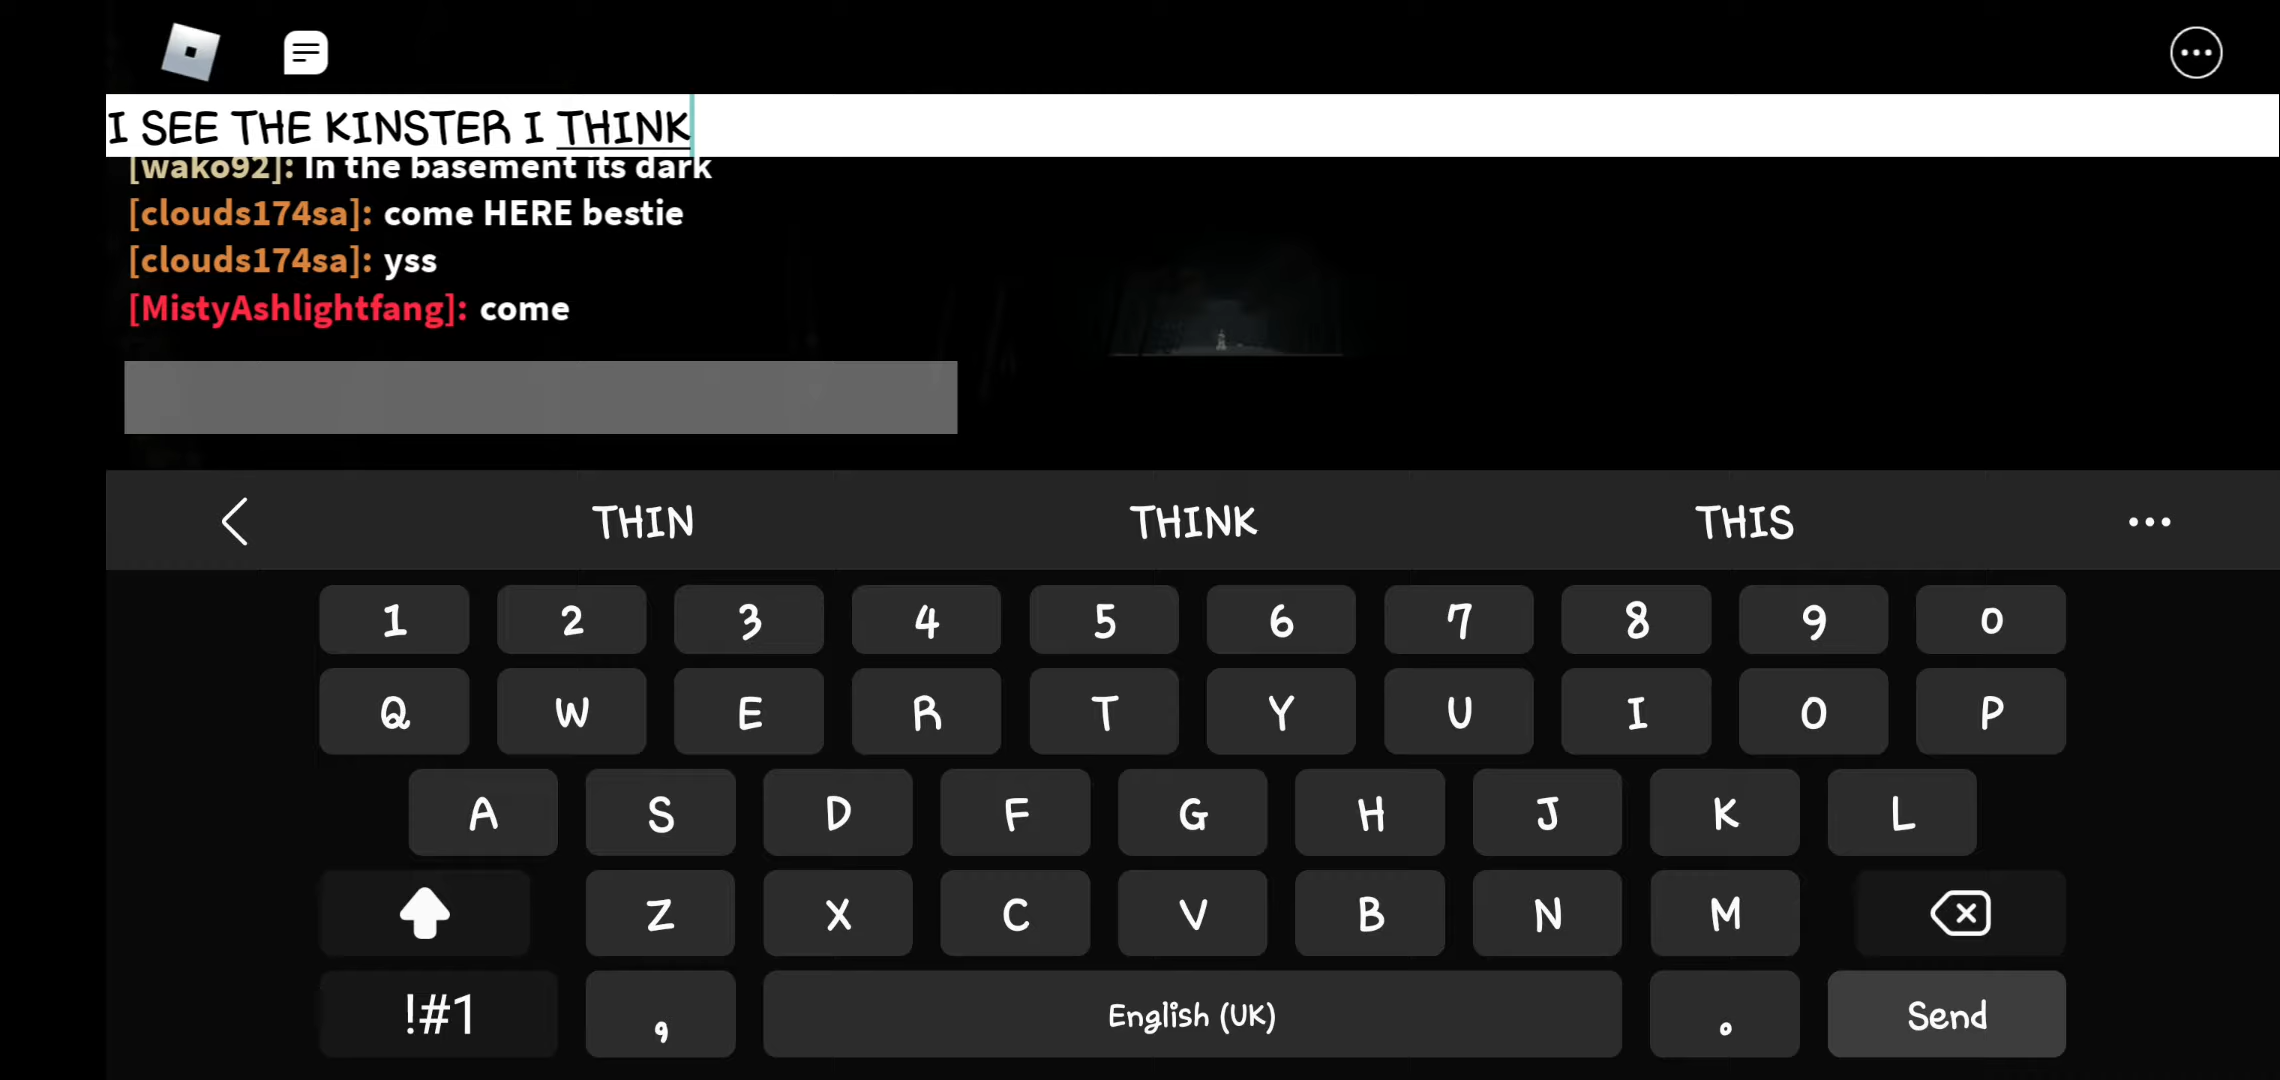 I SEE THE KINSTER I THINK
[wako92]: In the basement its dark
[clouds174sa]: come HERE bestie
[clouds174sa]: yss
[MistyAshlightfang]: come
THIN THINK THIS
1 2 3 4 5 6 7 8 9 0
Q W E R T Y U I O P
A S D F G H J K L
Z X C V B N M
!#1 , English (UK) . Send